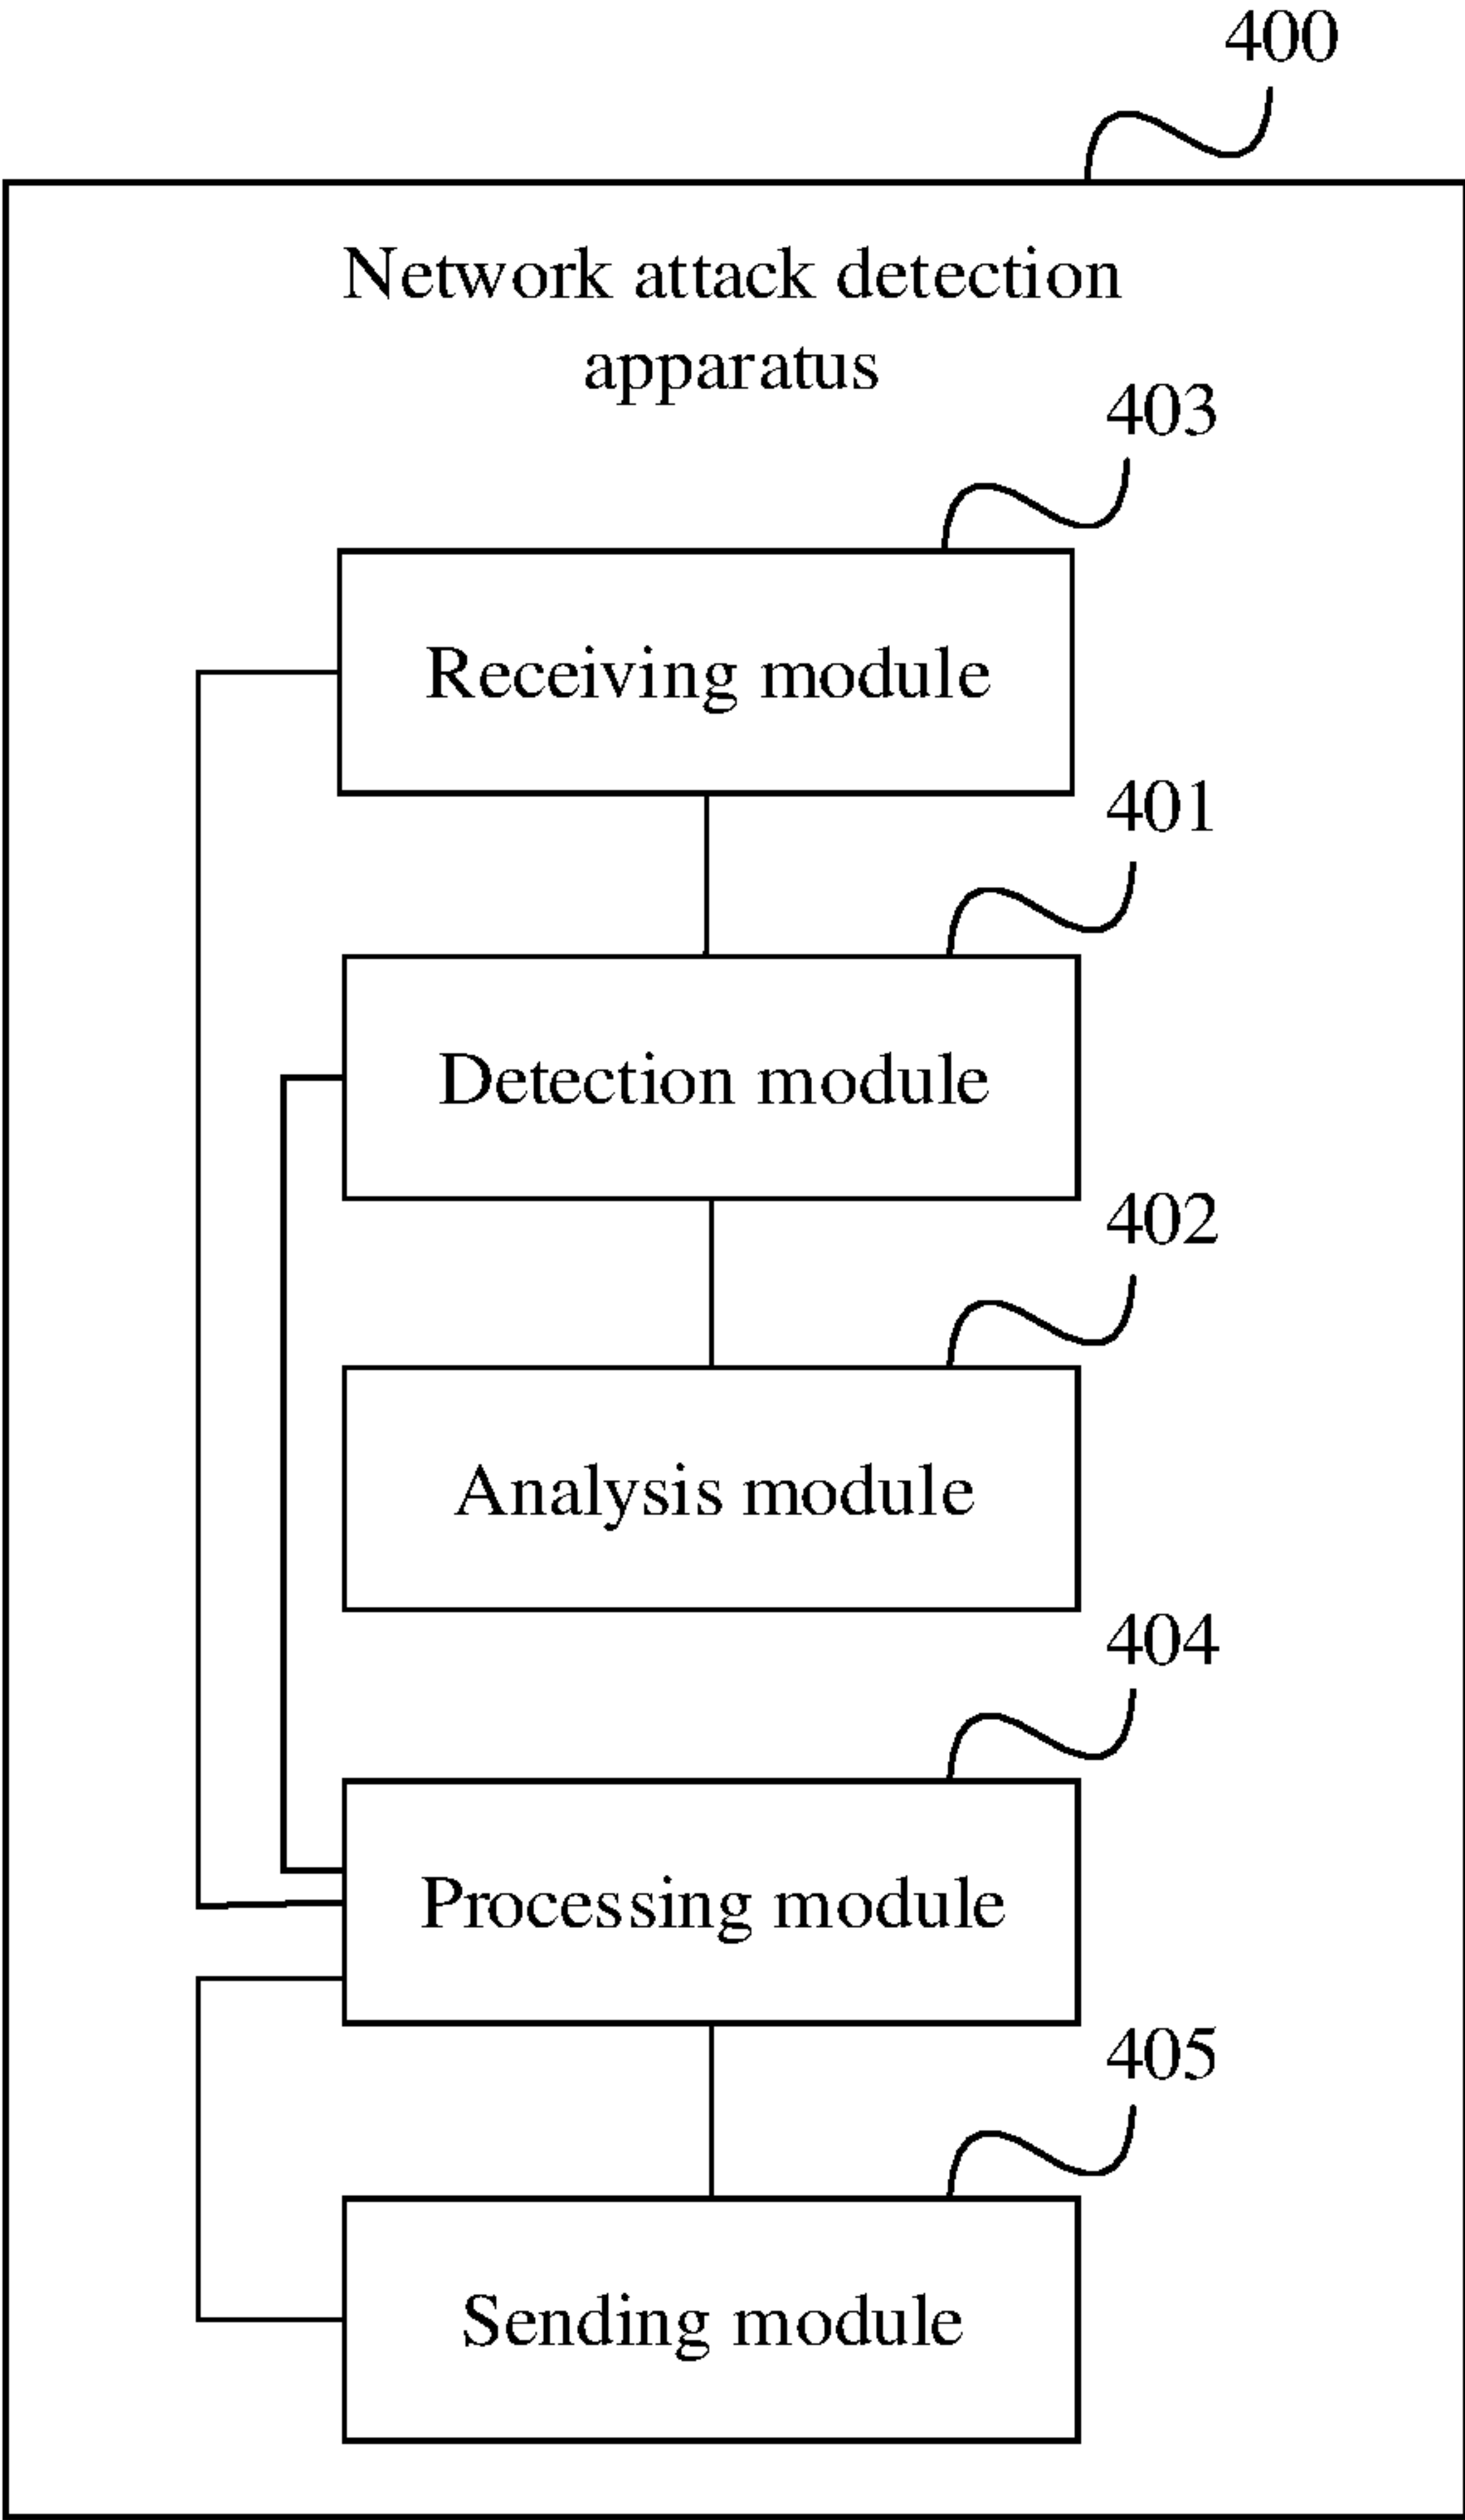 400
Network attack detection
apparatus
403
Receiving module
401
Detection module
402
Analysis module
404
Processing module
405
Sending module